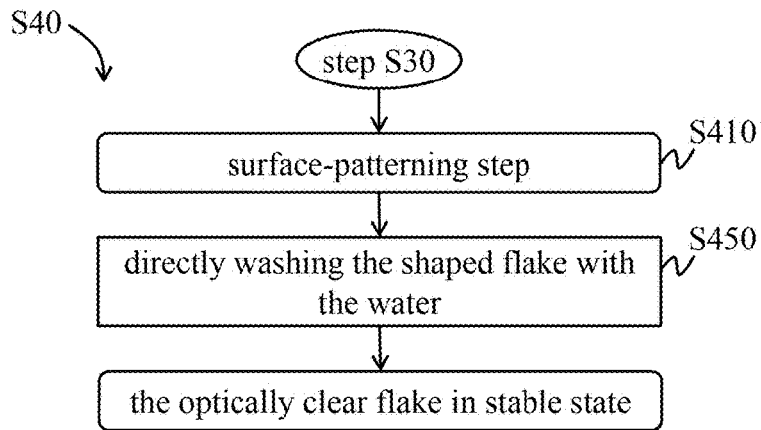 S40
step S30
S410'
surface-patterning step
S450
directly washing the shaped flake with
the water
the optically clear flake in stable state